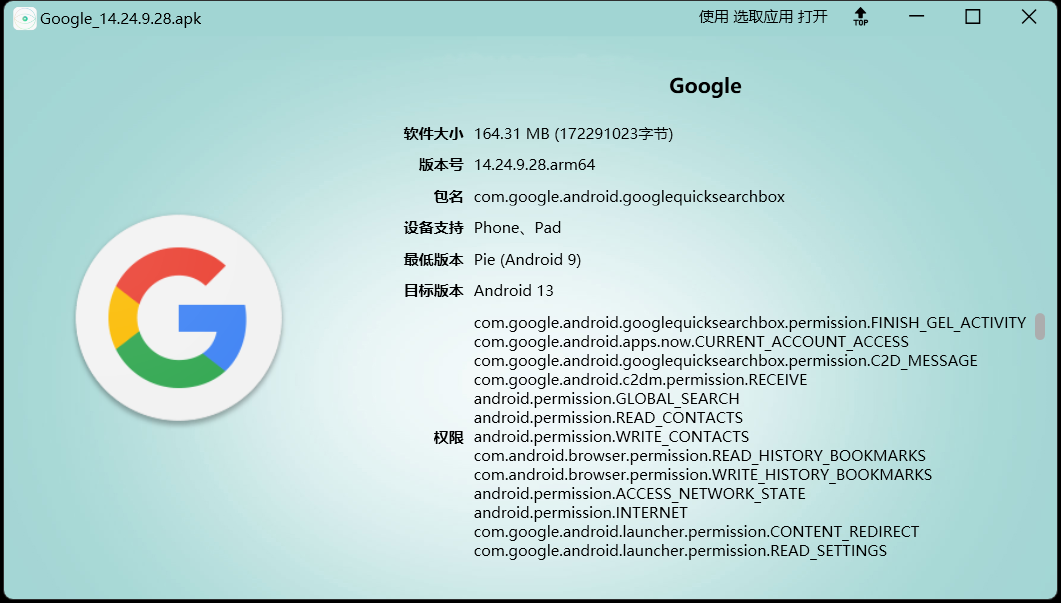 Google_14.24.9.28.apk
使用 选取应用 打开
TOP
Google
软件大小 164.31 MB (172291023字节)
版本号 14.24.9.28.arm64
包名 com.google.android.googlequicksearchbox
设备支持 Phone、Pad
最低版本 Pie (Android 9)
目标版本 Android 13
com.google.android.googlequicksearchbox.permission.FINISH_GEL_ACTIVITY
com.google.android.apps.now.CURRENT_ACCOUNT_ACCESS
com.google.android.googlequicksearchbox.permission.C2D_MESSAGE
com.google.android.c2dm.permission.RECEIVE
android.permission.GLOBAL_SEARCH
android.permission.READ_CONTACTS
权限 android.permission.WRITE_CONTACTS
com.android.browser.permission.READ_HISTORY_BOOKMARKS
com.android.browser.permission.WRITE_HISTORY_BOOKMARKS
android.permission.ACCESS_NETWORK_STATE
android.permission.INTERNET
com.google.android.launcher.permission.CONTENT_REDIRECT
com.google.android.launcher.permission.READ_SETTINGS